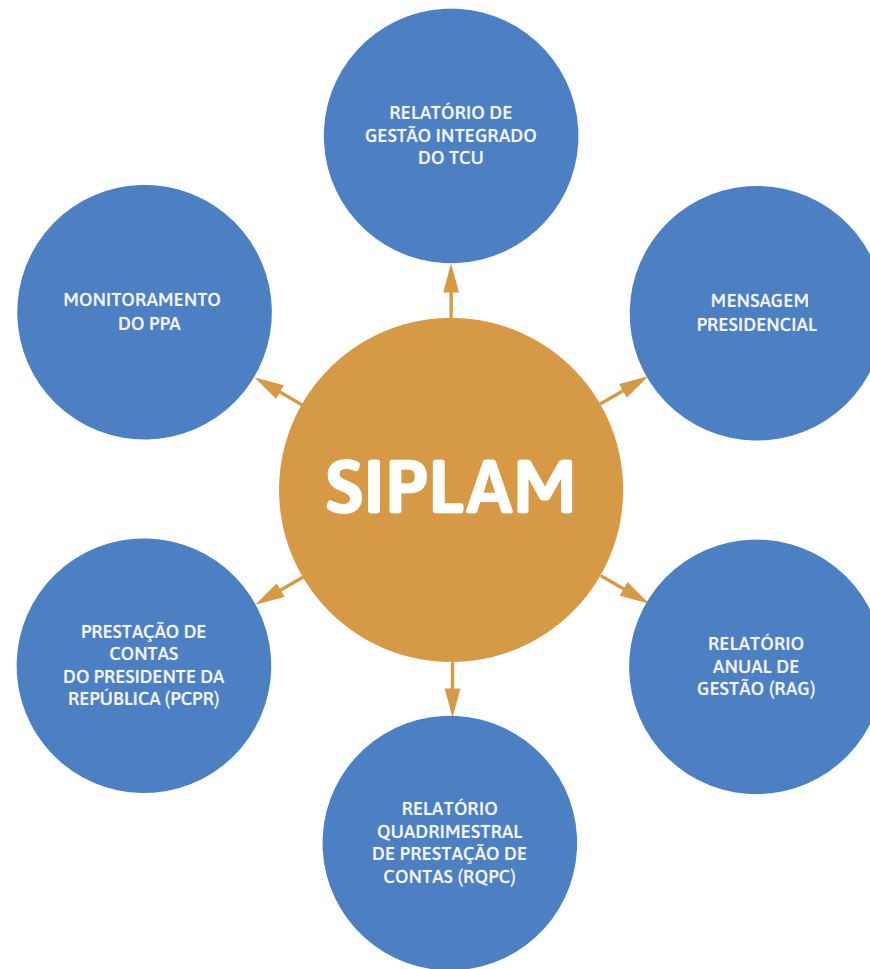 RELATÓRIO DE
GESTÃO INTEGRADO
DO TCU
MONITORAMENTO
DO PPA
MENSAGEM
PRESIDENCIAL
SIPLAM
PRESTAÇÃO DE
CONTAS
DO PRESIDENTE DA
REPÚBLICA (PCPR)
RELATÓRIO
ANUAL DE
GESTÃO (RAG)
RELATÓRIO
QUADRIMESTRAL
DE PRESTAÇÃO DE
CONTAS (RQPC)